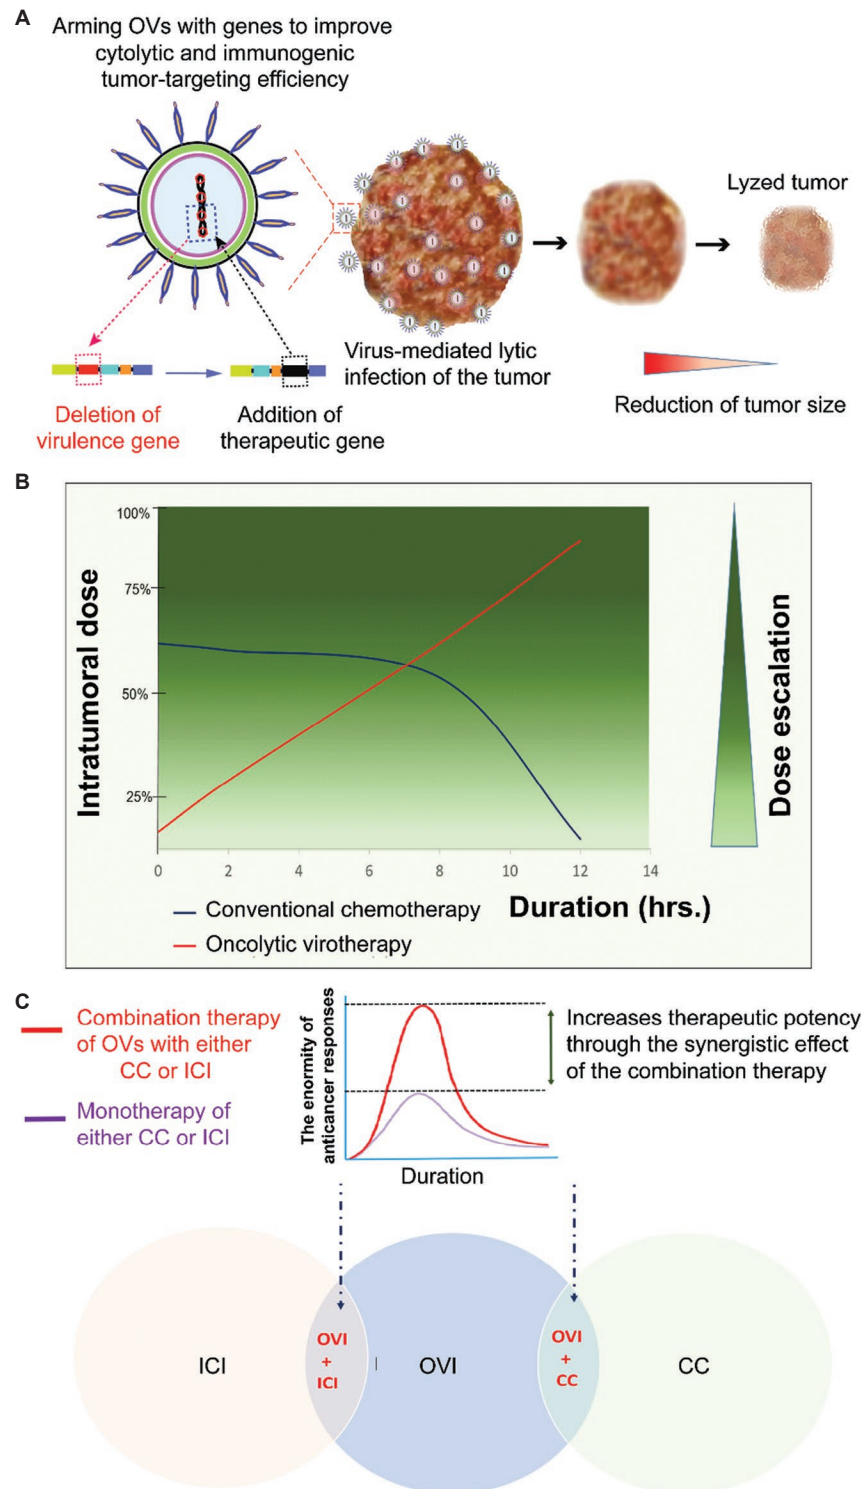 A
Arming OVs with genes to improve
cytolytic and immunogenic
tumor-targeting efficiency
Lyzed tumor
Virus-mediated lytic
infection of the tumor
Reduction of tumor size
Deletion of
virulence gene
Addition of
therapeutic gene
B
100%
75%
50%
25%
Intratumoral dose
0
2
4
6
8
10
12
14
Duration (hrs.)
Conventional chemotherapy
Oncolytic virotherapy
Dose escalation
C
Combination therapy
of OVs with either
CC or ICI
Monotherapy of
either CC or ICI
The enormity of
anticancer responses
Duration
Increases therapeutic potency
through the synergistic effect
of the combination therapy
ICI
OVI
+
ICI
OVI
OVI
+
CC
CC